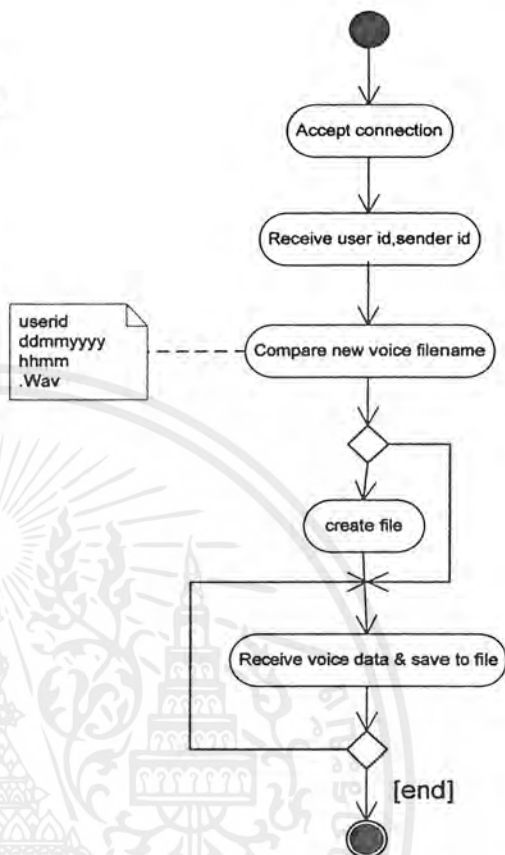 Accept connection
Receive user id,sender id
userid
ddmmyyyy
hhmm
.Wav
Compare new voice filename
create file
Receive voice data & save to file
[end]